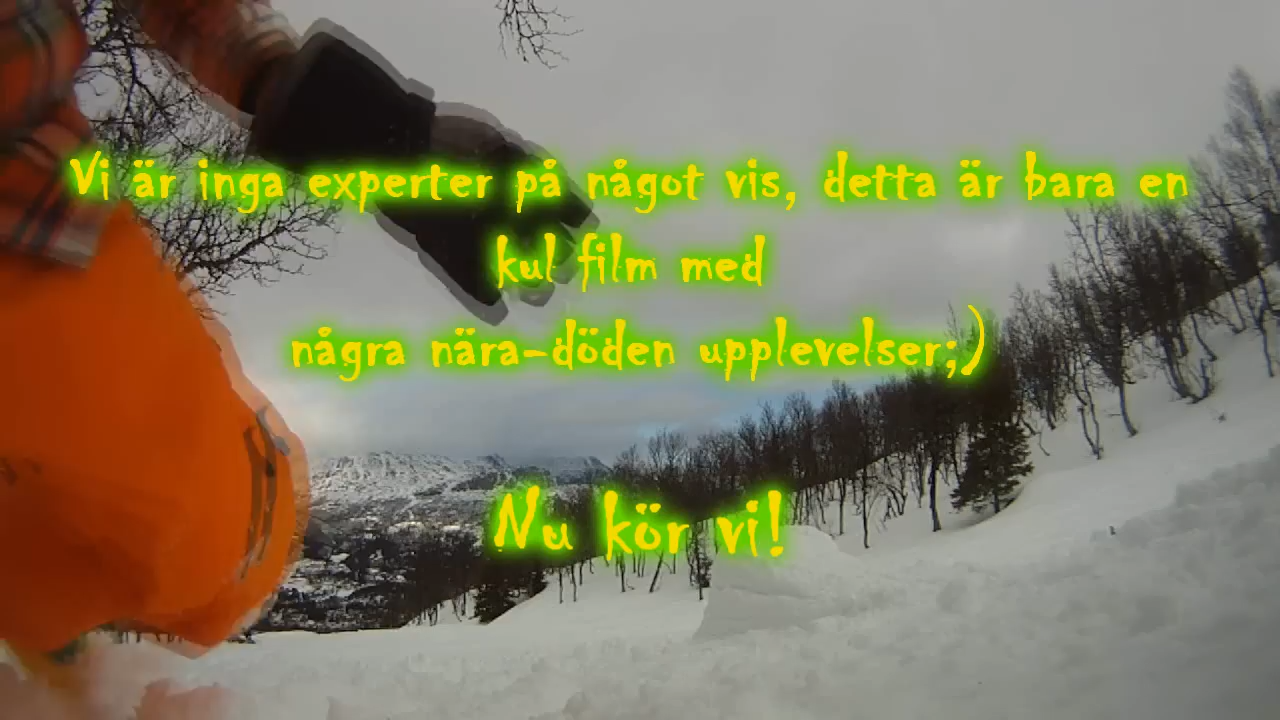 Vi är inga experter på något vis, detta är bara en
kul film med
några nära-döden upplevelser;)
Nu kör vi!